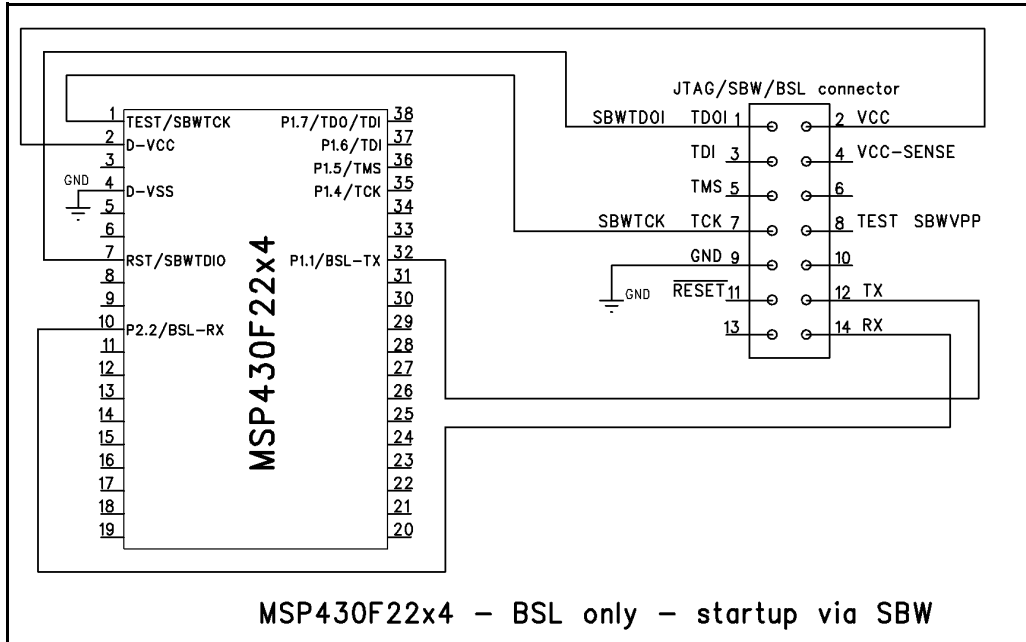 JTAG/SBW/BSL connector
1 TEST/SBWTCK P1.7/TDO/TDI 38
2 D-VCC P1.6/TDI 37
3 P1.5/TMS 36
GND 4 D-VSS P1.4/TCK 35
5 34
6 33
7 RST/SBWTDIO P1.1/BSL-TX 32
8 31
9 30
10 P2.2/BSL-RX 29
11 28
12 27
13 26
14 25
15 24
16 23
17 22
18 21
19 20
MSP430F22x4
SBWTDOI TDOI 1 2 VCC
TDI 3 4 VCC-SENSE
TMS 5 6
SBWTCK TCK 7 8 TEST SBWVPP
GND 9 10
GND RESET 11 12 TX
13 14 RX
MSP430F22x4 - BSL only - startup via SBW